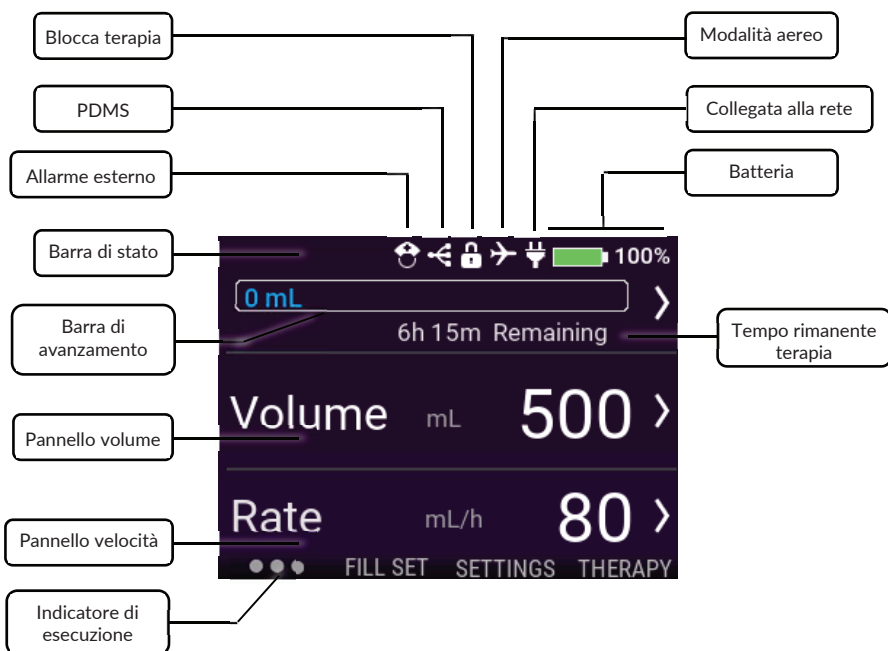 Blocca terapia
Modalità aereo
PDMS
Collegata alla rete
Allarme esterno
Batteria
Barra di stato
100%
0 mL
Barra di
avanzamento
6h 15m Remaining
Tempo rimanente
terapia
Volume mL 500
Pannello volume
Rate mL/h 80
Pannello velocità
FILL SET SETTINGS THERAPY
Indicatore di
esecuzione